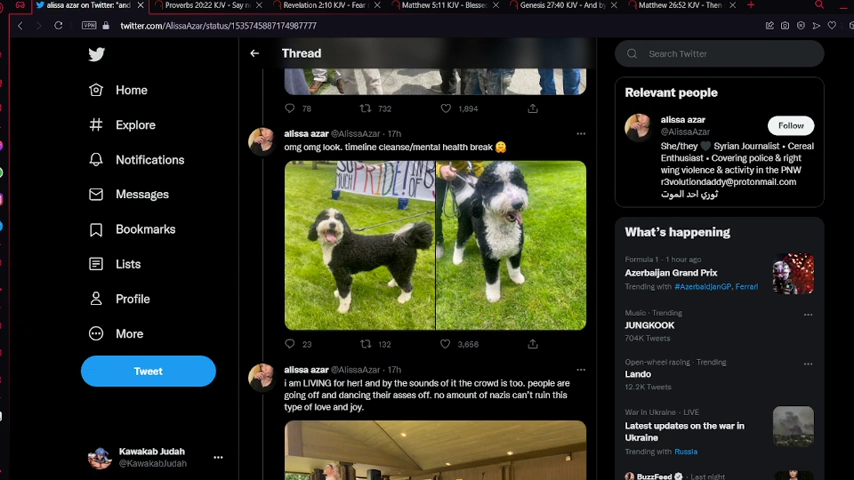 alissa azar on Twitter: "and
Proverbs 20:22 KJV - Say n
Revelation 2:10 KJV - Fear n
Matthew 5:11 KJV - Blesse
Genesis 27:40 KJV - And by
Matthew 26:52 KJV - Then
VPN
twitter.com/AlissaAzar/status/1535745887174987777
Home
Explore
Notifications
Messages
Bookmarks
Lists
Profile
More
Tweet
Kawakab Judah
@KawakabJudah
Thread
78
732
1,894
alissa azar @AlissaAzar · 17h
omg omg look. timeline cleanse/mental health break 🤗
PRIDE!
OF
23
132
3,656
alissa azar @AlissaAzar · 17h
i am LIVING for her! and by the sounds of it the crowd is too. people are
going off and dancing their asses off. no amount of nazis can't ruin this
type of love and joy.
Search Twitter
Relevant people
alissa azar
@AlissaAzar
Follow
She/they 🖤 Syrian Journalist • Cereal
Enthusiast • Covering police & right
wing violence & activity in the PNW
r3volutiondaddy@protonmail.com
ثوري احد الموت
What's happening
Formula 1 · 1 hour ago
Azerbaijan Grand Prix
Trending with #AzerbaijanGP, Ferrari
Music · Trending
JUNGKOOK
704K Tweets
Open-wheel racing · Trending
Lando
12.2K Tweets
War in Ukraine · LIVE
Latest updates on the war in
Ukraine
Trending with Russia
BuzzFeed · Last night